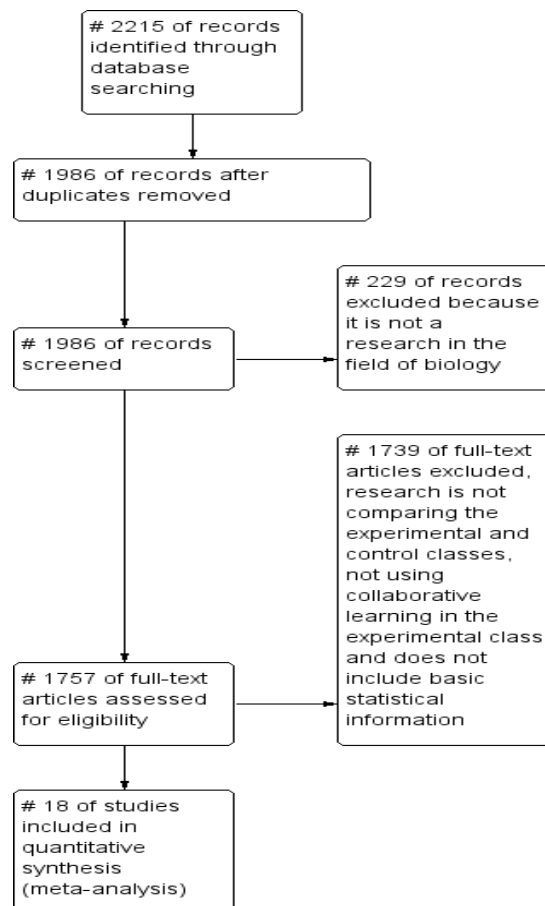 # 2215 of records
identified through
database
searching
# 1986 of records after
duplicates removed
# 229 of records
excluded because
it is not a
research in the
field of biology
# 1986 of records
screened
# 1739 of full-text
articles excluded,
research is not
comparing the
experimental and
control classes,
not using
collaborative
learning in the
experimental class
and does not
include basic
statistical
information
# 1757 of full-text
articles assessed
for eligibility
# 18 of studies
included in
quantitative
synthesis
(meta-analysis)